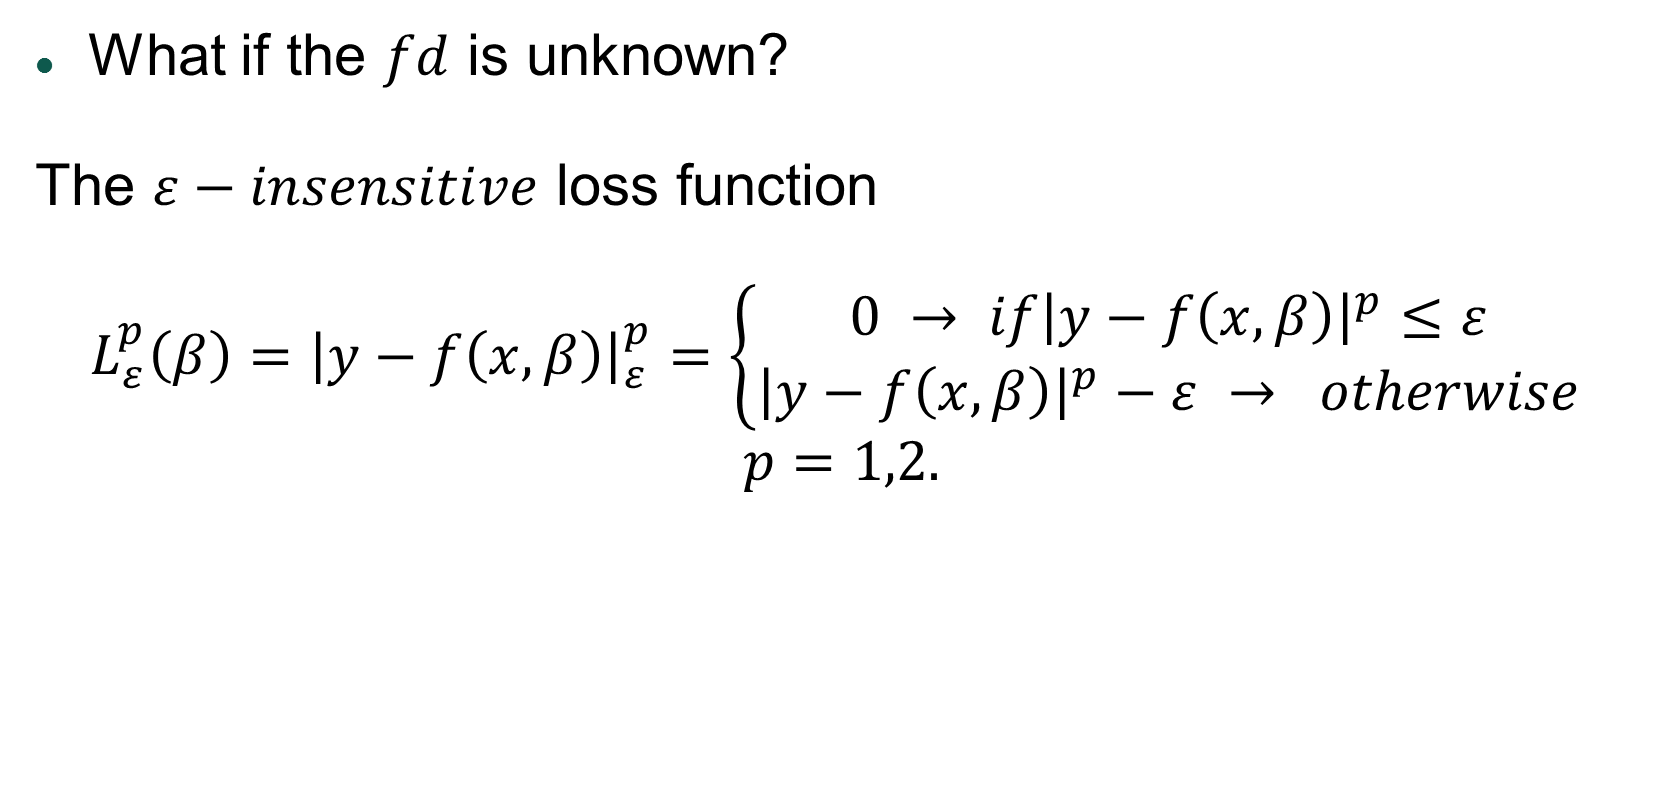 • What if the fd is unknown?
The ε − insensitive loss function
L_ε^p(β) = |y − f(x, β)|_ε^p = { 0 → if|y − f(x, β)|^p ≤ ε
|y − f(x, β)|^p − ε → otherwise
p = 1,2.